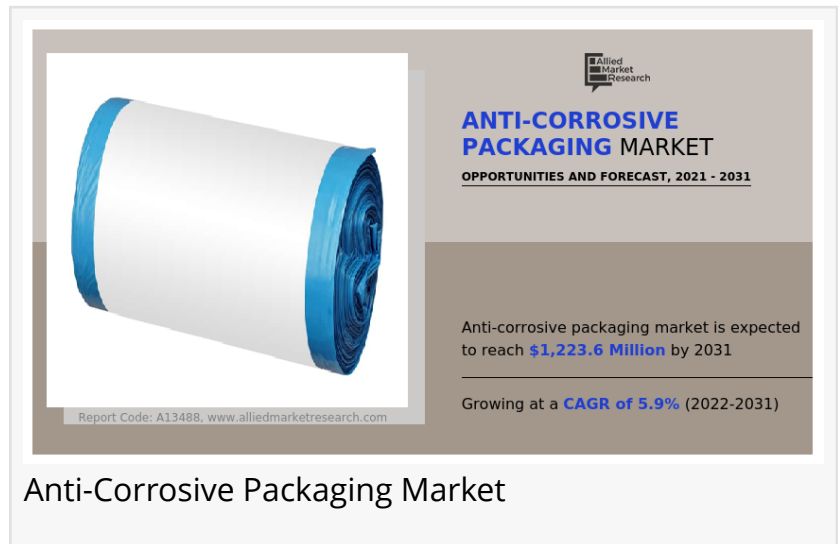 Allied
Market
Research
ANTI-CORROSIVE
PACKAGING MARKET
OPPORTUNITIES AND FORECAST, 2021 - 2031
Anti-corrosive packaging market is expected
to reach $1,223.6 Million by 2031
Growing at a CAGR of 5.9% (2022-2031)
Report Code: A13488, www.alliedmarketresearch.com
Anti-Corrosive Packaging Market